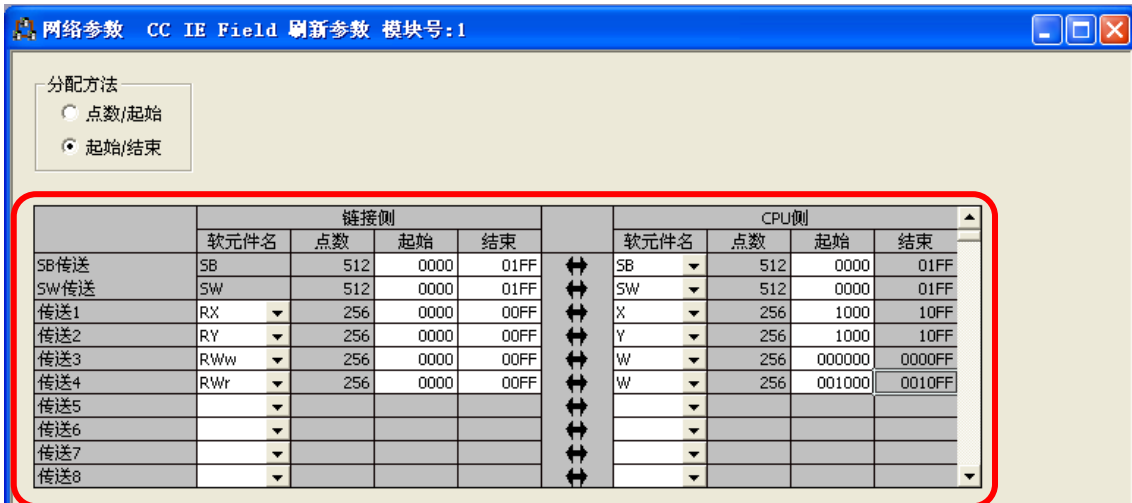 网络参数 CC IE Field 刷新参数 模块号:1
分配方法
点数/起始
起始/结束
链接侧 CPU侧
软元件名 点数 起始 结束 软元件名 点数 起始 结束
SB传送 SB 512 0000 01FF SB 512 0000 01FF
SW传送 SW 512 0000 01FF SW 512 0000 01FF
传送1 RX 256 0000 00FF X 256 1000 10FF
传送2 RY 256 0000 00FF Y 256 1000 10FF
传送3 RWw 256 0000 00FF W 256 000000 0000FF
传送4 RWr 256 0000 00FF W 256 001000 0010FF
传送5
传送6
传送7
传送8